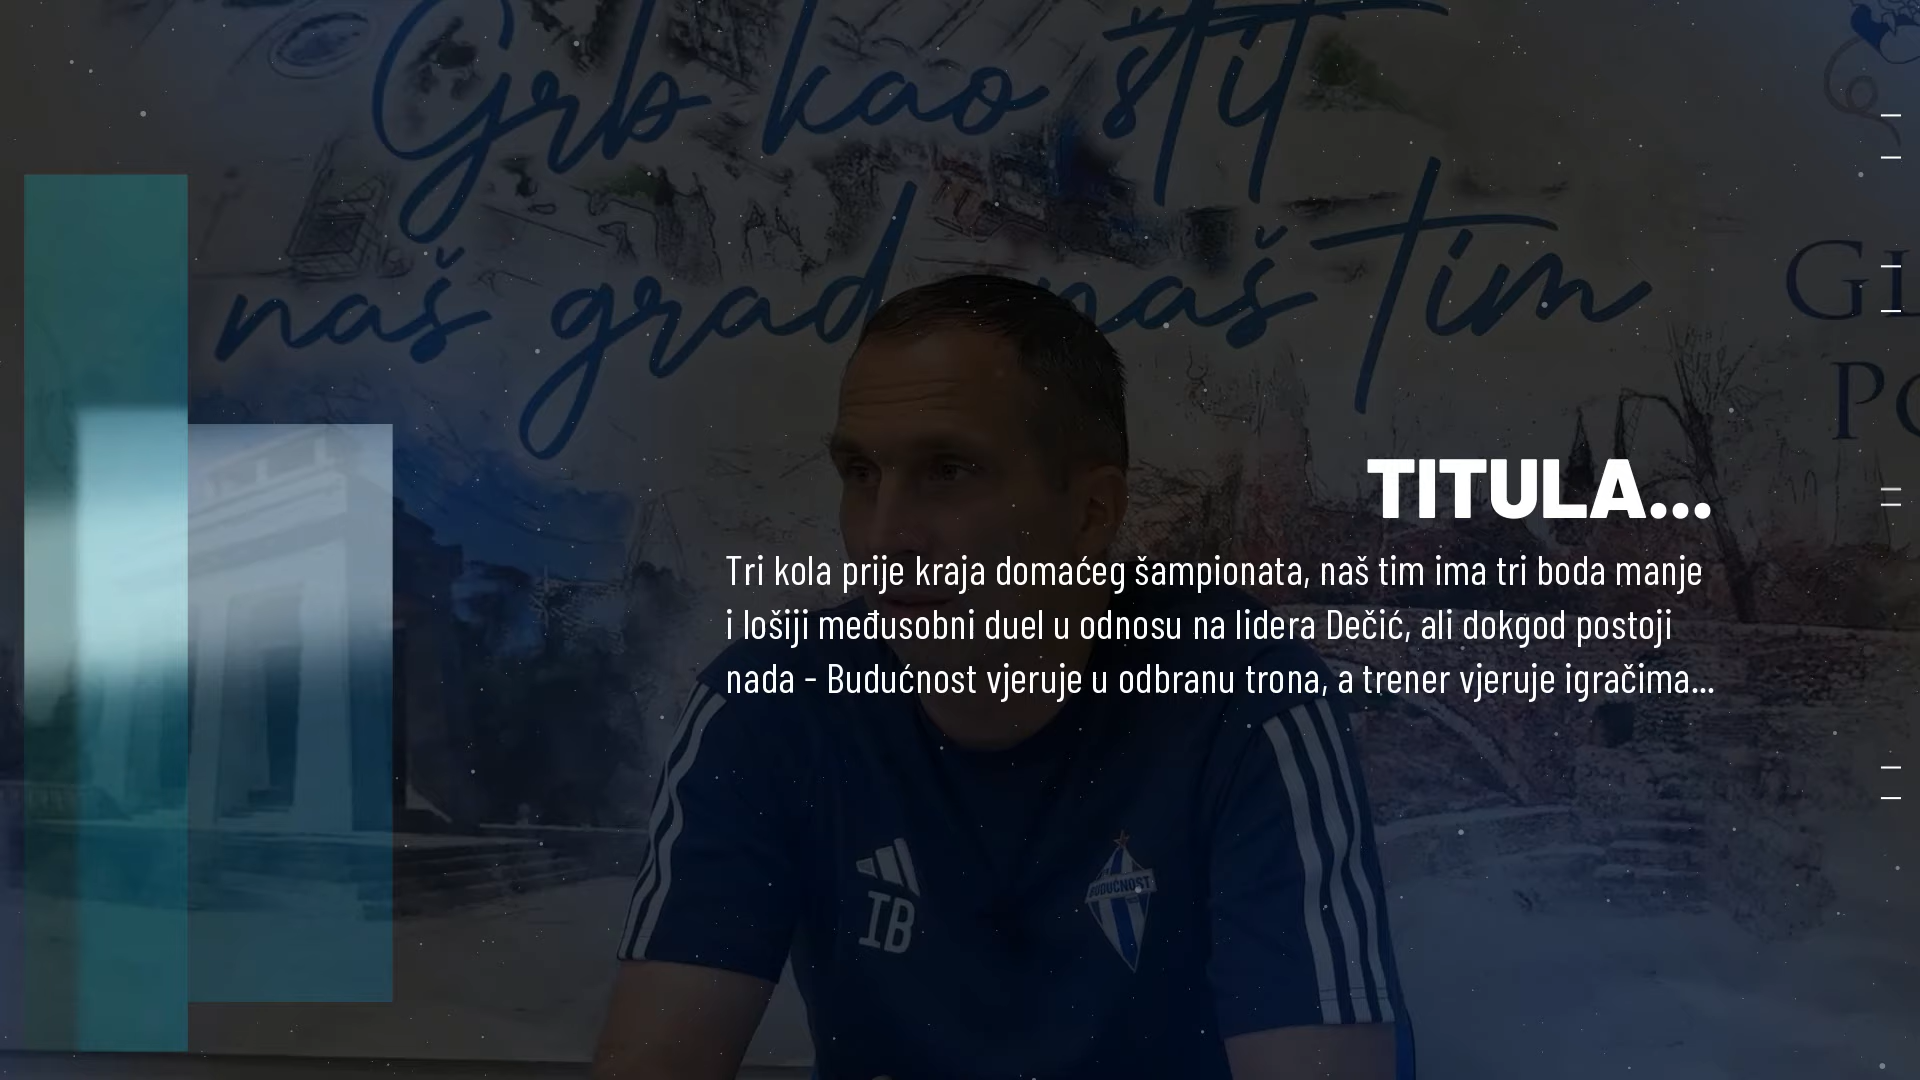 Grb kao štit
naš grad naš tim
GL
PO
TITULA...
Tri kola prije kraja domaćeg šampionata, naš tim ima tri boda manje
i lošiji međusobni duel u odnosu na lidera Dečić, ali dokgod postoji
nada - Budućnost vjeruje u odbranu trona, a trener vjeruje igračima...
IB
BUDUĆNOST